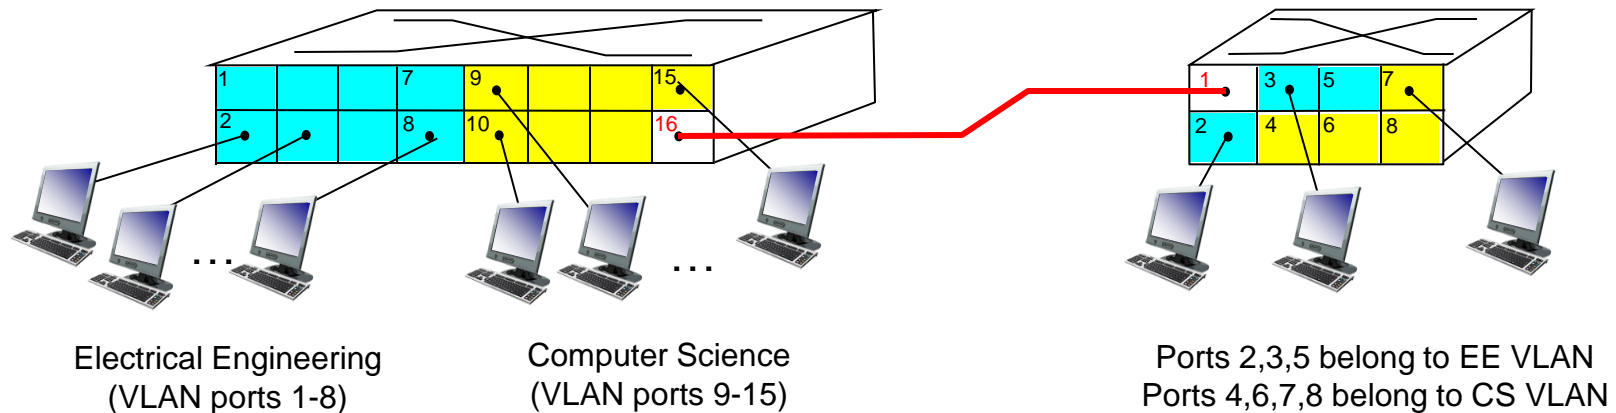 1 7 9 15
2 8 10 16
1 3 5 7
2 4 6 8
... ...
Electrical Engineering
(VLAN ports 1-8)
Computer Science
(VLAN ports 9-15)
Ports 2,3,5 belong to EE VLAN
Ports 4,6,7,8 belong to CS VLAN